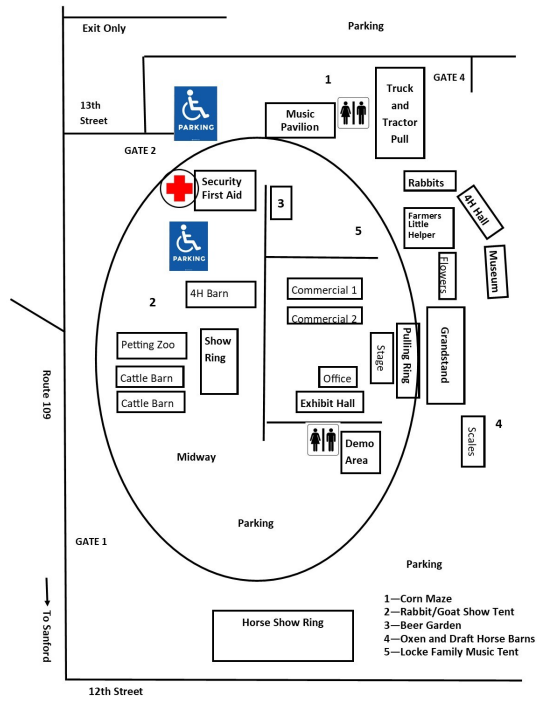 Exit Only
Parking
1
GATE 4
Truck
and
Tractor
Pull
PARKING
13th
Street
Music
Pavilion
GATE 2
Security
First Aid
Rabbits
4H Hall
3
Farmers
Little
Helper
5
PARKING
Museum
Flowers
4H Barn
Commercial 1
2
Commercial 2
Petting Zoo
Show
Ring
Stage
Pulling Ring
Grandstand
Cattle Barn
Office
Cattle Barn
Exhibit Hall
Route 109
4
Scales
Demo
Area
Midway
Parking
GATE 1
Parking
To Sanford
Horse Show Ring
1—Corn Maze
2—Rabbit/Goat Show Tent
3—Beer Garden
4—Oxen and Draft Horse Barns
5—Locke Family Music Tent
12th Street